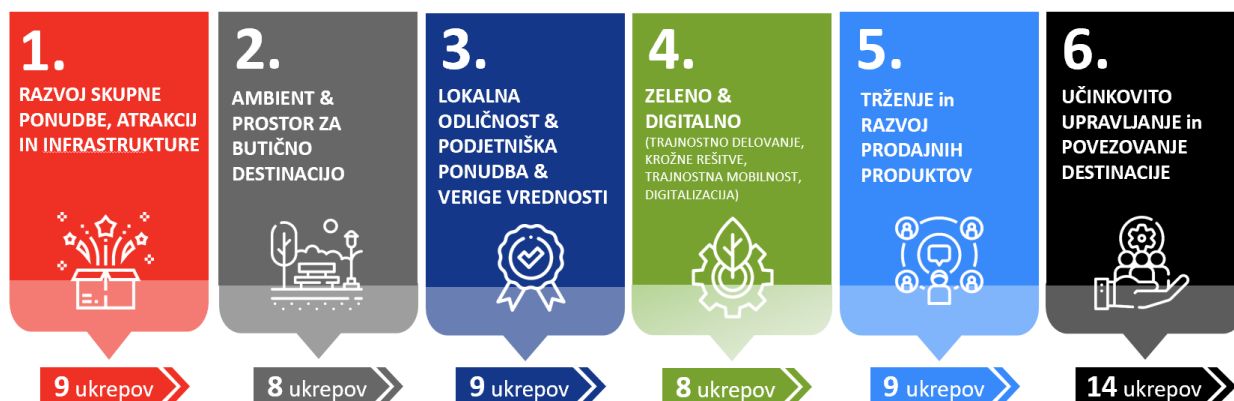 1.
RAZVOJ SKUPNE
PONUDBE, ATRAKCIJ
IN INFRASTRUKTURE
9 ukrepov
2.
AMBIENT &
PROSTOR ZA
BUTIČNO
DESTINACIJO
8 ukrepov
3.
LOKALNA
ODLIČNOST &
PODJETNIŠKA
PONUDBA &
VERIGE VREDNOSTI
9 ukrepov
4.
ZELENO &
DIGITALNO
(TRAJNOSTNO DELOVANJE,
KROŽNE REŠITVE,
TRAJNOSTNA MOBILNOST,
DIGITALIZACIJA)
8 ukrepov
5.
TRŽENJE in
RAZVOJ
PRODAJNIH
PRODUKTOV
9 ukrepov
6.
UČINKOVITO
UPRAVLJANJE in
POVEZOVANJE
DESTINACIJE
14 ukrepov